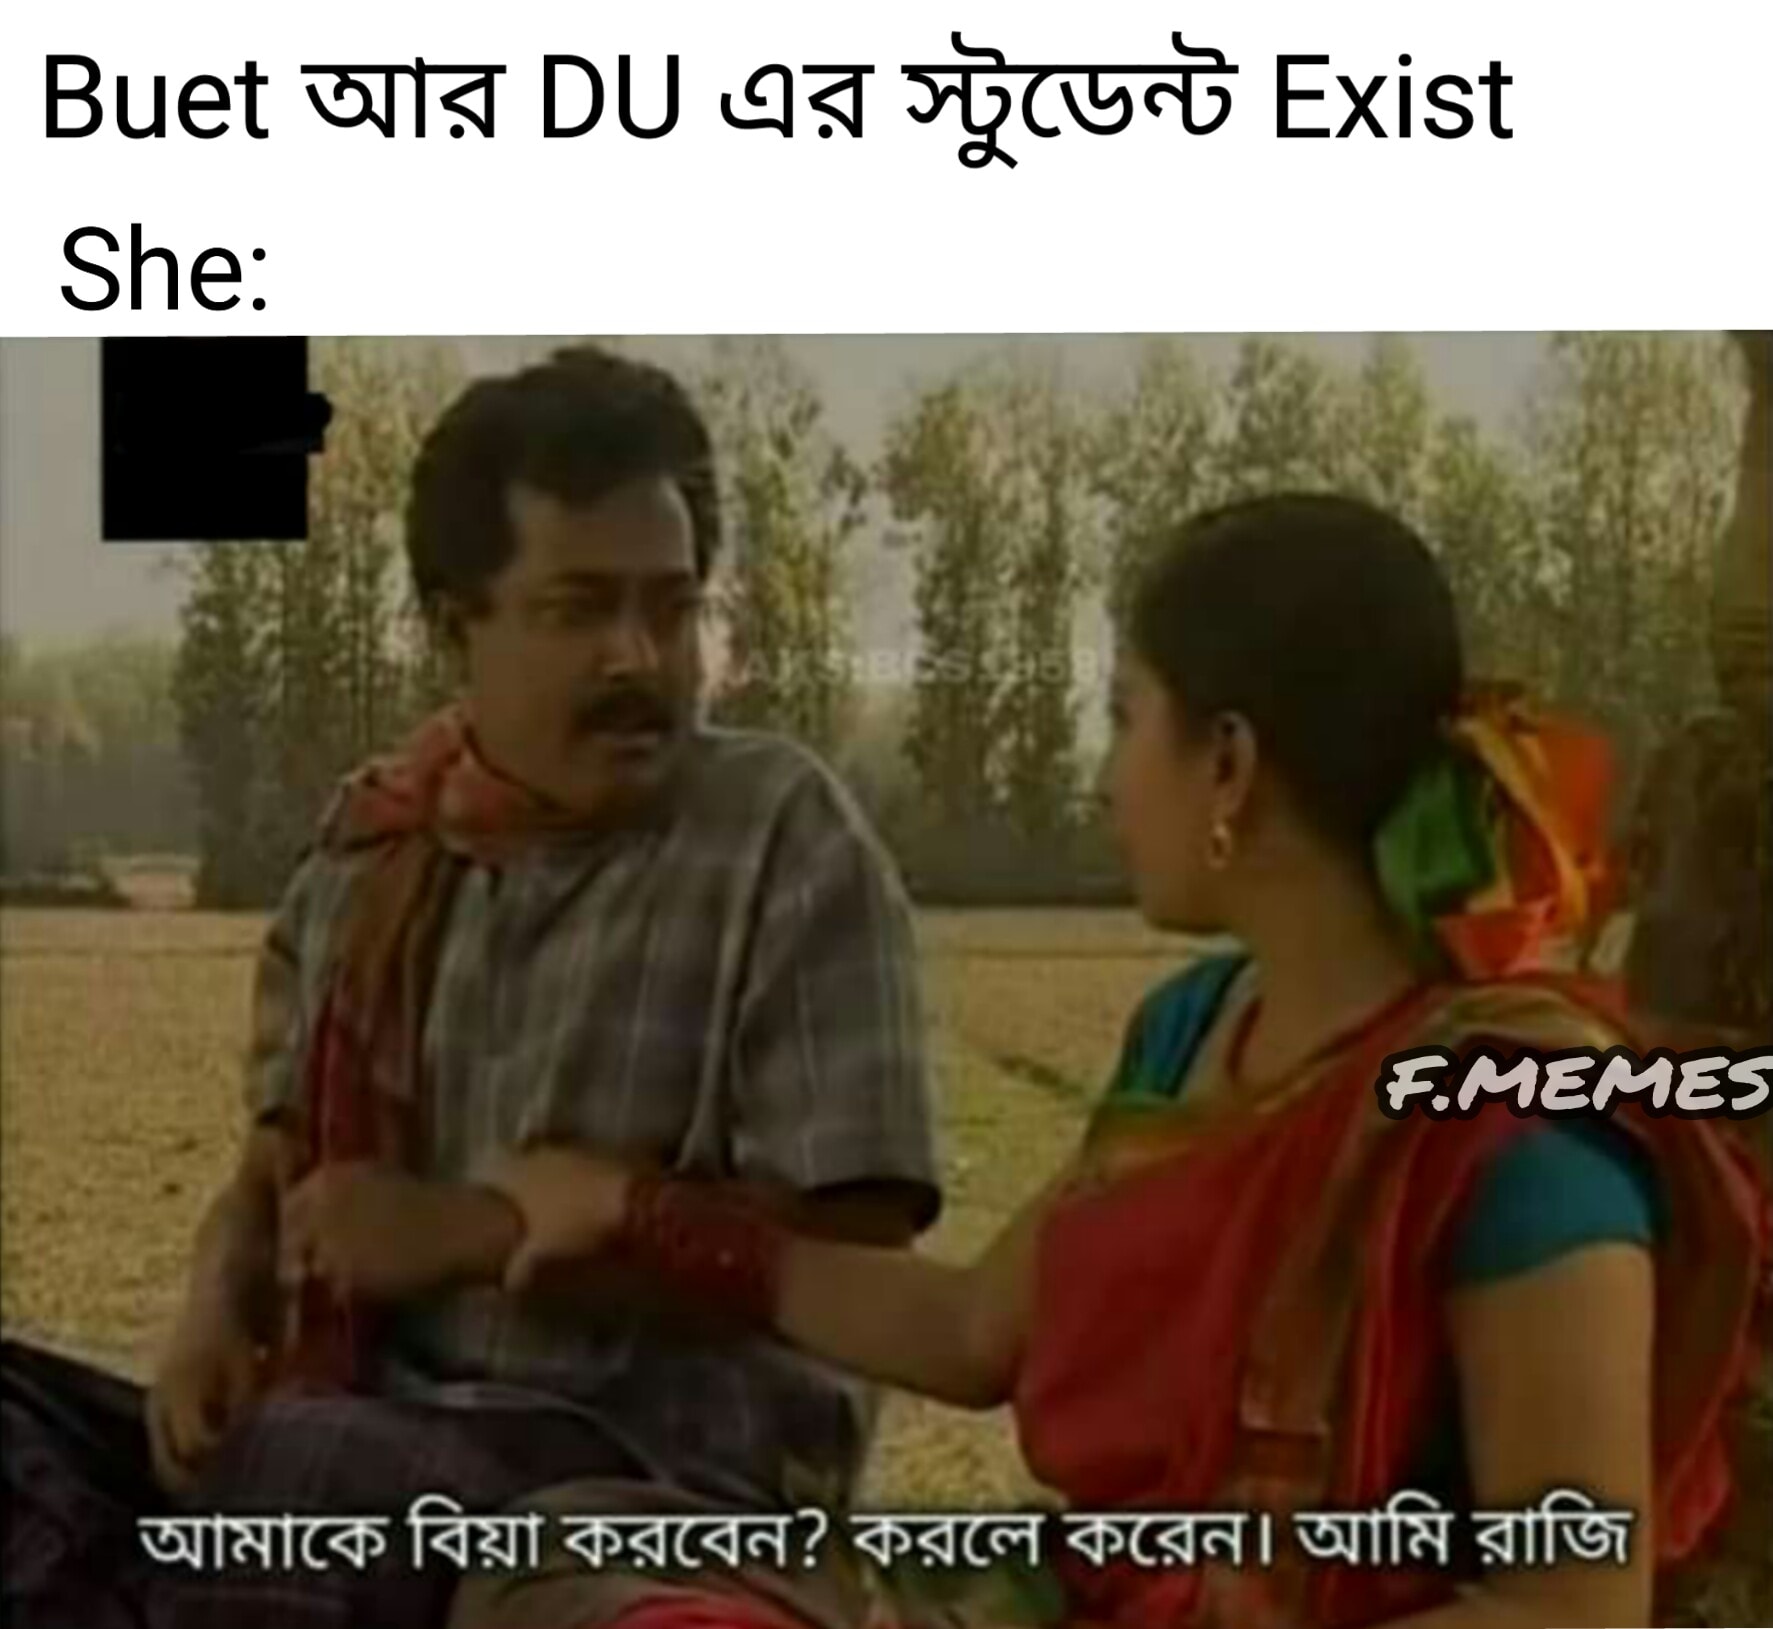 Buet আর DU এর স্টুডেন্ট Exist
She:
F.MEMES
আমাকে বিয়া করবেন? করলে করেন। আমি রাজি